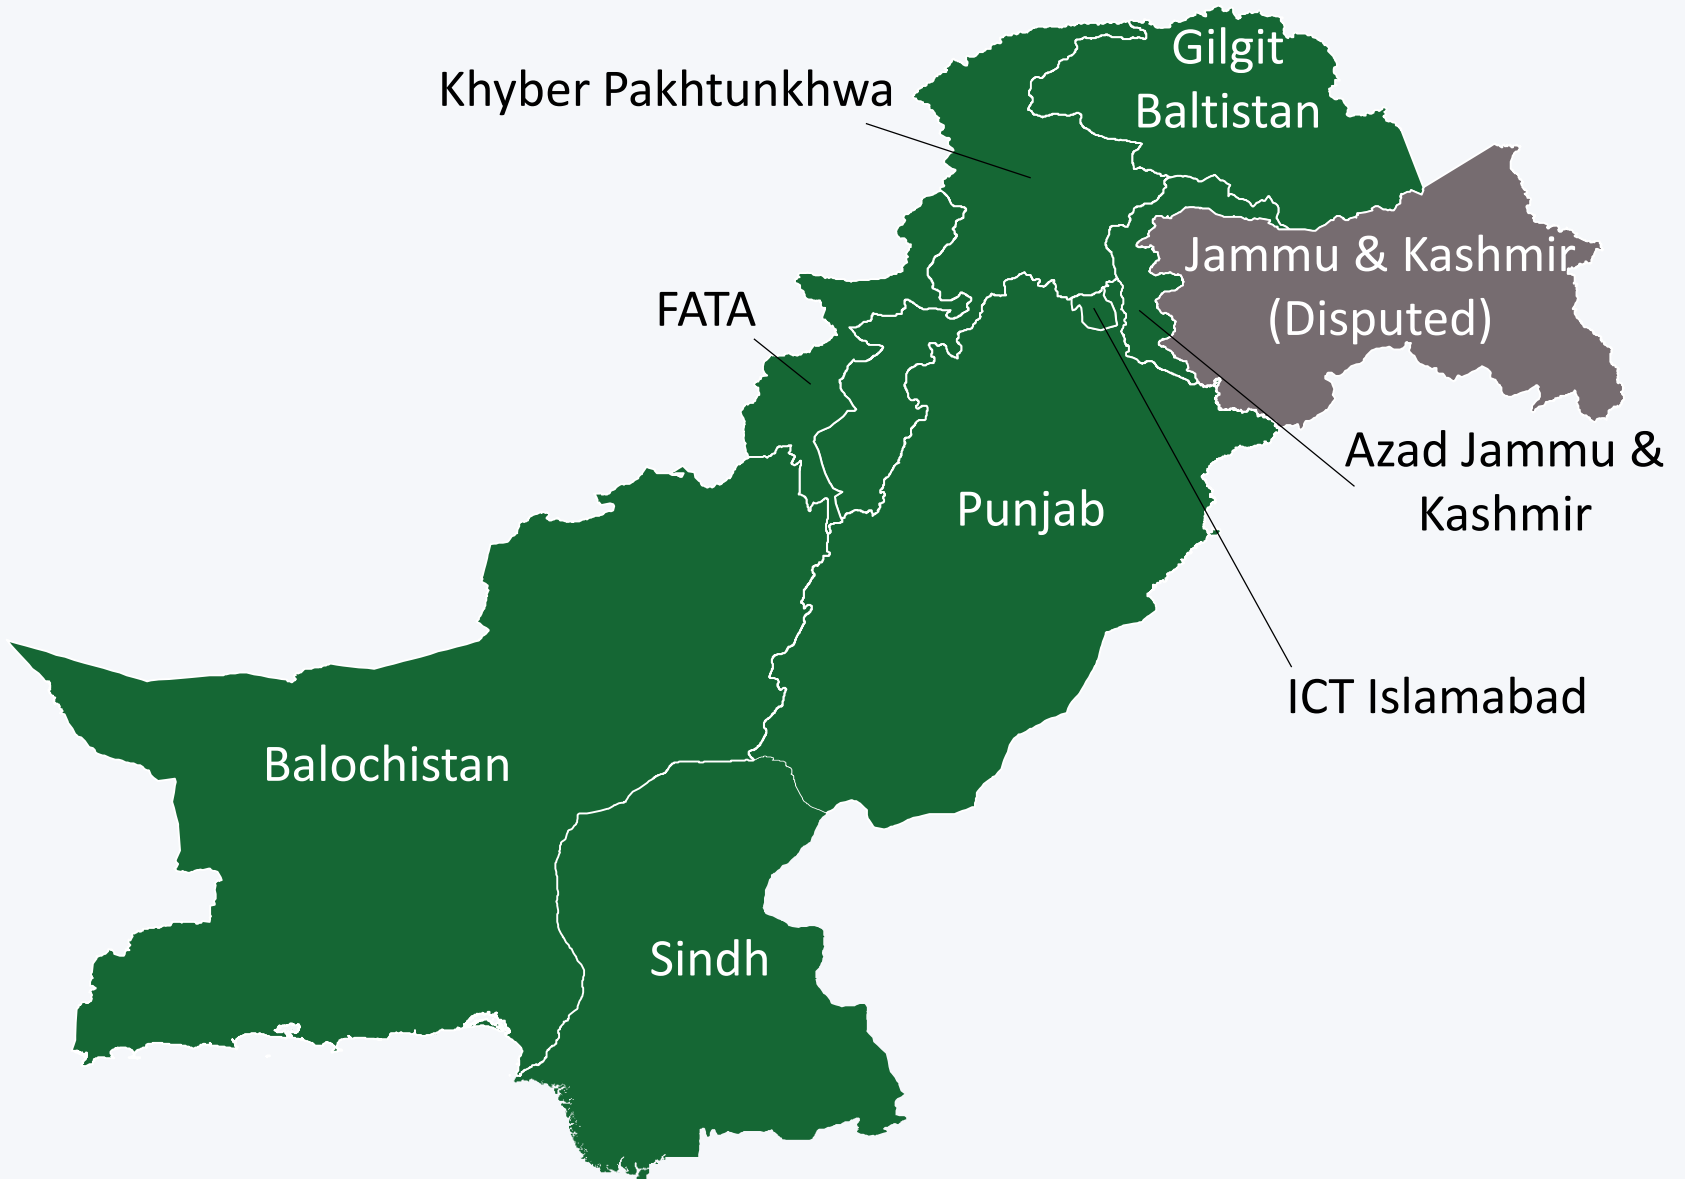 Gilgit
Baltistan
Khyber Pakhtunkhwa
Jammu & Kashmir
(Disputed)
FATA
Azad Jammu &
Kashmir
Punjab
ICT Islamabad
Balochistan
Sindh